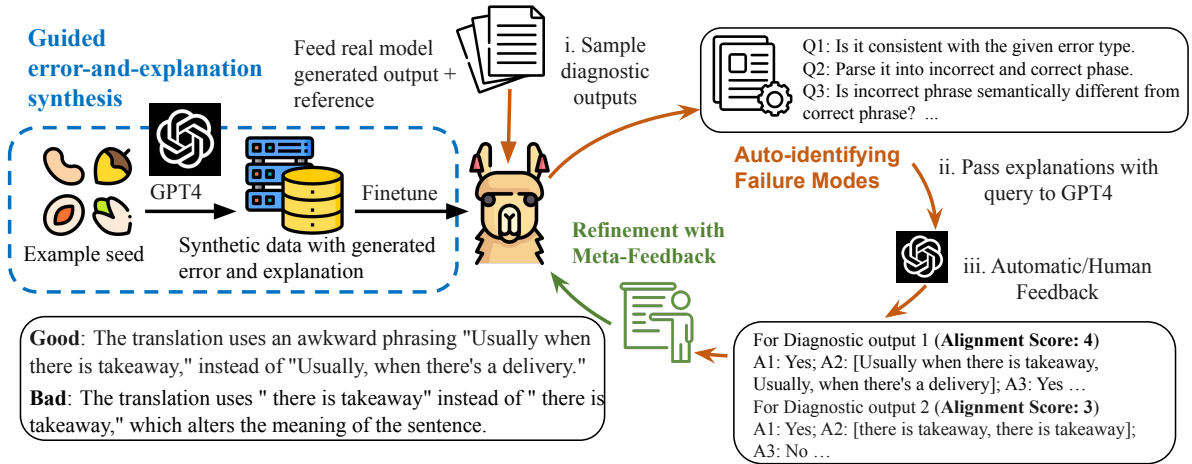 Guided
error-and-explanation
synthesis
Feed real model
generated output +
reference
i. Sample
diagnostic
outputs
Q1: Is it consistent with the given error type.
Q2: Parse it into incorrect and correct phase.
Q3: Is incorrect phrase semantically different from
correct phrase? ...
GPT4
Finetune
Example seed
Synthetic data with generated
error and explanation
Auto-identifying
Failure Modes
ii. Pass explanations with
query to GPT4
Refinement with
Meta-Feedback
iii. Automatic/Human
Feedback
Good: The translation uses an awkward phrasing "Usually when
there is takeaway," instead of "Usually, when there's a delivery."
Bad: The translation uses " there is takeaway" instead of " there is
takeaway," which alters the meaning of the sentence.
For Diagnostic output 1 (Alignment Score: 4)
A1: Yes; A2: [Usually when there is takeaway,
Usually, when there's a delivery]; A3: Yes …
For Diagnostic output 2 (Alignment Score: 3)
A1: Yes; A2: [there is takeaway, there is takeaway];
A3: No …